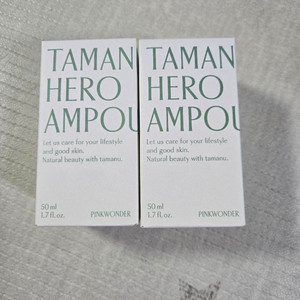 TAMAN
HERO
AMPOU
Let us care for your lifestyle
and good skin.
Natural beauty with tamanu.
50 ml
1.7 fl. oz.
PINKWONDER
TAMAN
HERO
AMPOU
Let us care for your lifestyle
and good skin.
Natural beauty with tamanu.
50 ml
1.7 fl. oz.
PINKWONDER